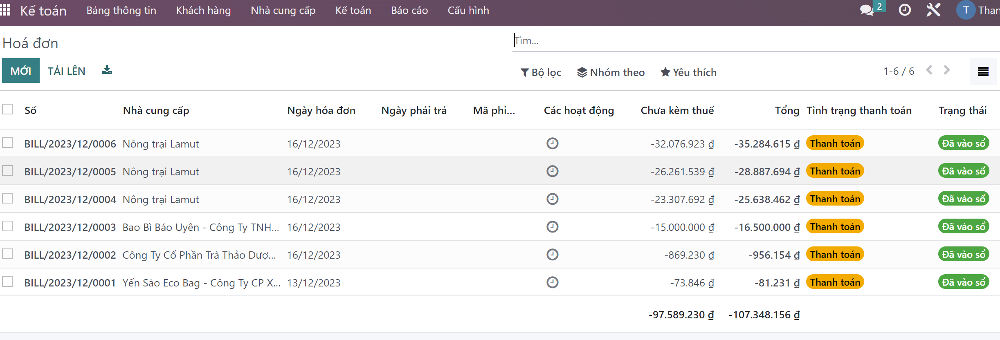 Kế toán Bảng thông tin Khách hàng Nhà cung cấp Kế toán Báo cáo Cấu hình 2 T Than
Hoá đơn Tìm...
MỚI TẢI LÊN Bộ lọc Nhóm theo Yêu thích 1-6 / 6
Số Nhà cung cấp Ngày hóa đơn Ngày phải trả Mã phi... Các hoạt động Chưa kèm thuế Tổng Tình trạng thanh toán Trạng thái
BILL/2023/12/0006 Nông trại Lamut 16/12/2023 -32.076.923 ₫ -35.284.615 ₫ Thanh toán Đã vào sổ
BILL/2023/12/0005 Nông trại Lamut 16/12/2023 -26.261.539 ₫ -28.887.694 ₫ Thanh toán Đã vào sổ
BILL/2023/12/0004 Nông trại Lamut 16/12/2023 -23.307.692 ₫ -25.638.462 ₫ Thanh toán Đã vào sổ
BILL/2023/12/0003 Bao Bì Bảo Uyên - Công Ty TNH... 16/12/2023 -15.000.000 ₫ -16.500.000 ₫ Thanh toán Đã vào sổ
BILL/2023/12/0002 Công Ty Cổ Phần Trà Thảo Dượ... 16/12/2023 -869.230 ₫ -956.154 ₫ Thanh toán Đã vào sổ
BILL/2023/12/0001 Yến Sào Eco Bag - Công Ty CP X... 13/12/2023 -73.846 ₫ -81.231 ₫ Thanh toán Đã vào sổ
-97.589.230 ₫ -107.348.156 ₫